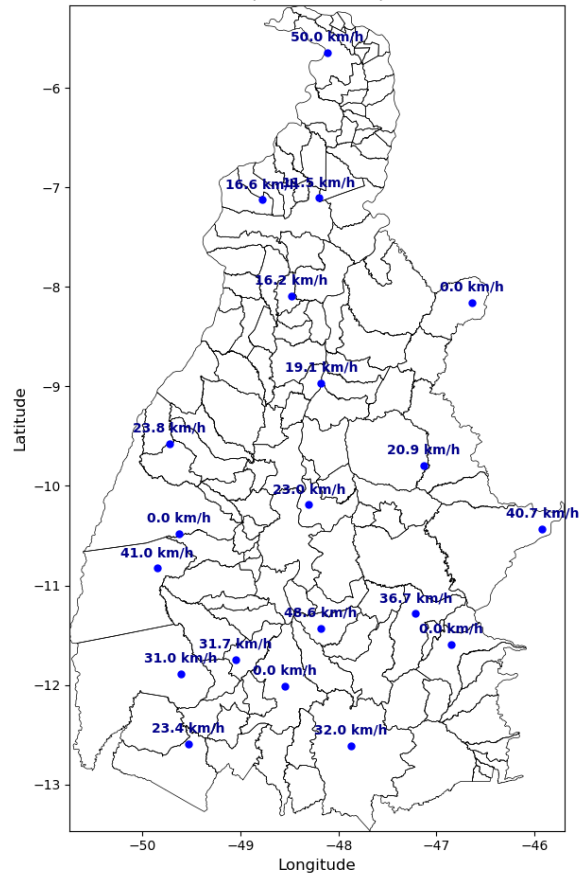 50.0 km/h
−6
−7
16.6 km/h
11.5 km/h
16.2 km/h
0.0 km/h
−8
19.1 km/h
−9
23.8 km/h
20.9 km/h
Latitude
−10
23.0 km/h
0.0 km/h
40.7 km/h
41.0 km/h
−11
36.7 km/h
48.6 km/h
0.0 km/h
31.7 km/h
31.0 km/h
0.0 km/h
−12
23.4 km/h
32.0 km/h
−13
−50 −49 −48 −47 −46
Longitude